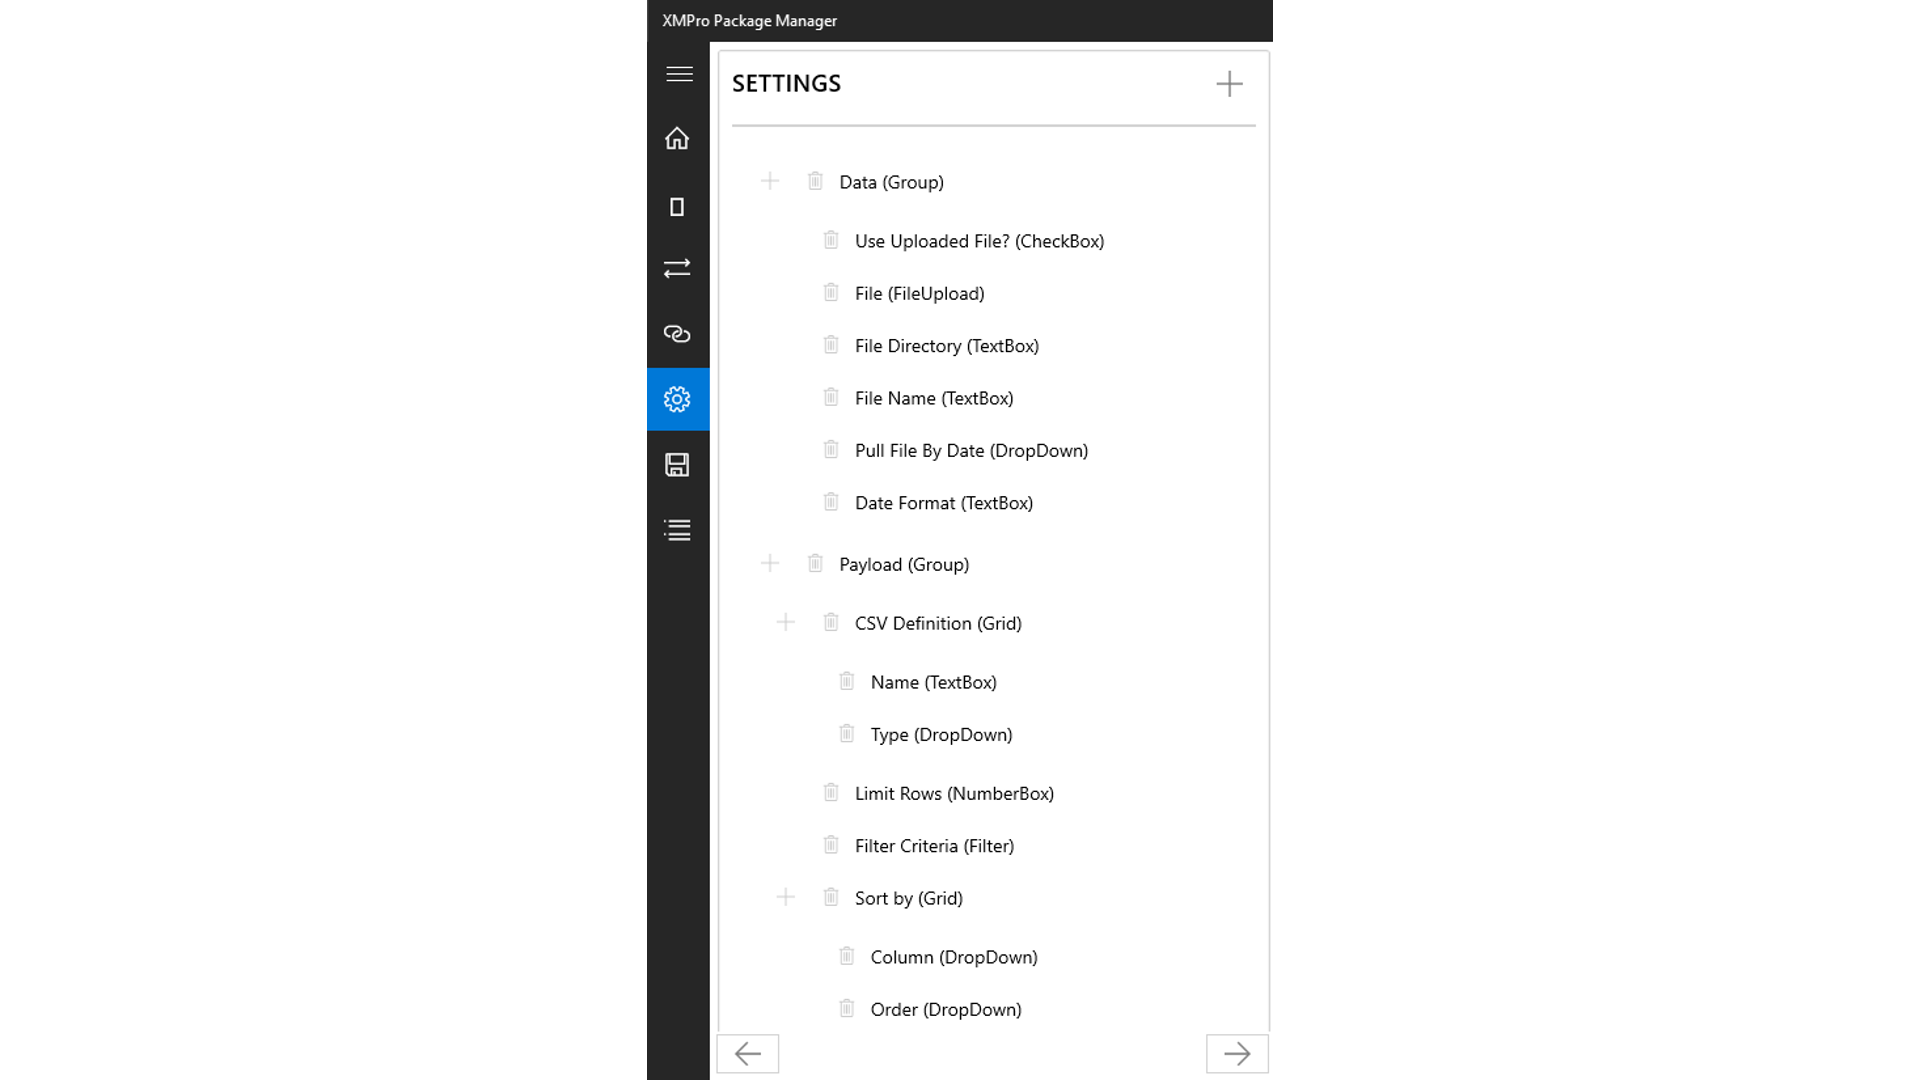 XMPro Package Manager
SETTINGS
Data (Group)
Use Uploaded File? (CheckBox)
File (FileUpload)
File Directory (TextBox)
File Name (TextBox)
Pull File By Date (DropDown)
Date Format (TextBox)
Payload (Group)
CSV Definition (Grid)
Name (TextBox)
Type (DropDown)
Limit Rows (NumberBox)
Filter Criteria (Filter)
Sort by (Grid)
Column (DropDown)
Order (DropDown)